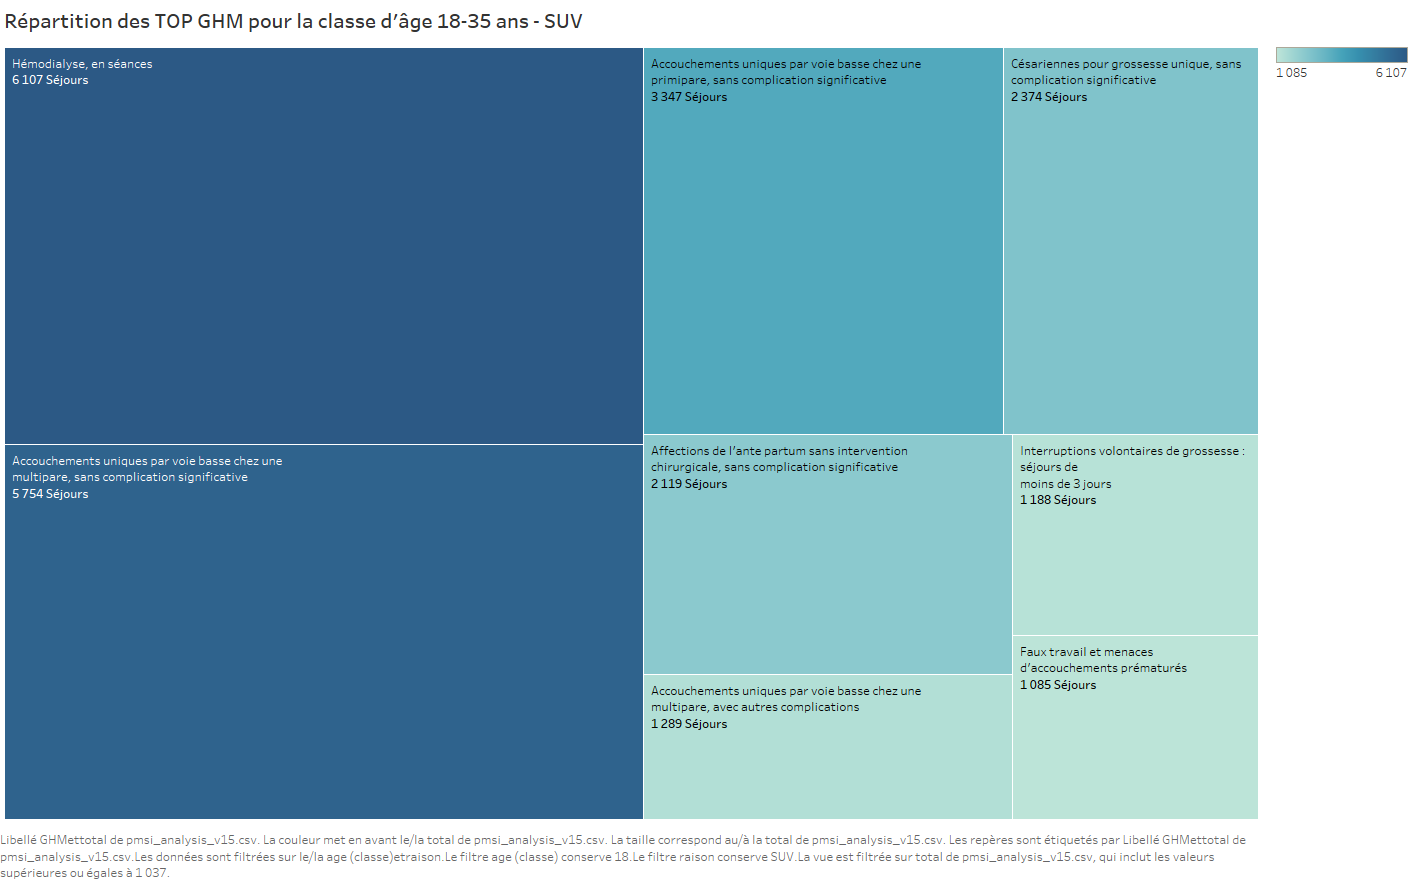 Répartition des TOP GHM pour la classe d’âge 18-35 ans - SUV
Hémodialyse, en séances
6 107 Séjours
Accouchements uniques par voie basse chez une
multipare, sans complication significative
5 754 Séjours
Accouchements uniques par voie basse chez une
primipare, sans complication significative
3 347 Séjours
Césariennes pour grossesse unique, sans
complication significative
2 374 Séjours
Affections de l’ante partum sans intervention
chirurgicale, sans complication significative
2 119 Séjours
Accouchements uniques par voie basse chez une
multipare, avec autres complications
1 289 Séjours
Interruptions volontaires de grossesse :
séjours de
moins de 3 jours
1 188 Séjours
Faux travail et menaces
d’accouchements prématurés
1 085 Séjours
1 085 6 107
Libellé GHMettotal de pmsi_analysis_v15.csv. La couleur met en avant le/la total de pmsi_analysis_v15.csv. La taille correspond au/à la total de pmsi_analysis_v15.csv. Les repères sont étiquetés par Libellé GHMettotal de
pmsi_analysis_v15.csv.Les données sont filtrées sur le/la age (classe)etraison.Le filtre age (classe) conserve 18.Le filtre raison conserve SUV.La vue est filtrée sur total de pmsi_analysis_v15.csv, qui inclut les valeurs
supérieures ou égales à 1 037.